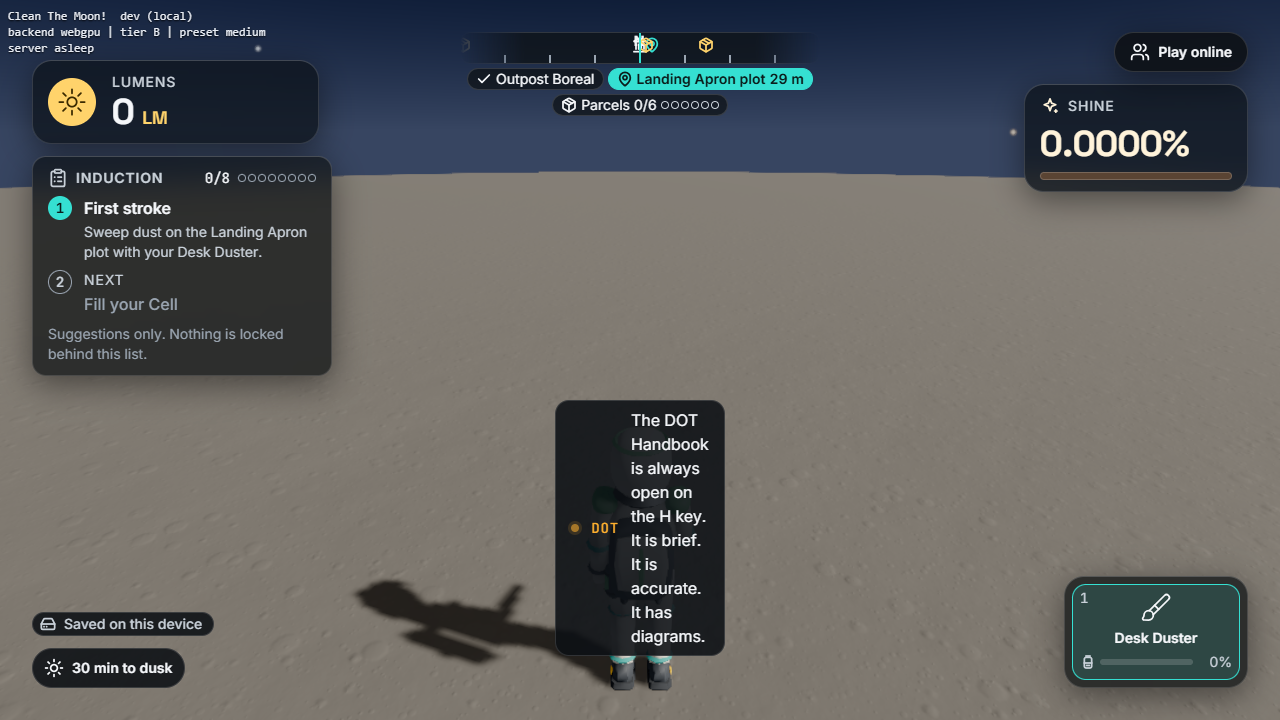 Clean The Moon! dev (local)
backend webgpu | tier B | preset medium
server asleep
LUMENS
0 LM
INDUCTION 0/8
1 First stroke
Sweep dust on the Landing Apron
plot with your Desk Duster.
2 NEXT
Fill your Cell
Suggestions only. Nothing is locked
behind this list.
Outpost Boreal
Landing Apron plot 29 m
Parcels 0/6
Play online
SHINE
0.0000%
DOT
The DOT
Handbook
is always
open on
the H key.
It is brief.
It is
accurate.
It has
diagrams.
Saved on this device
30 min to dusk
1
Desk Duster
0%